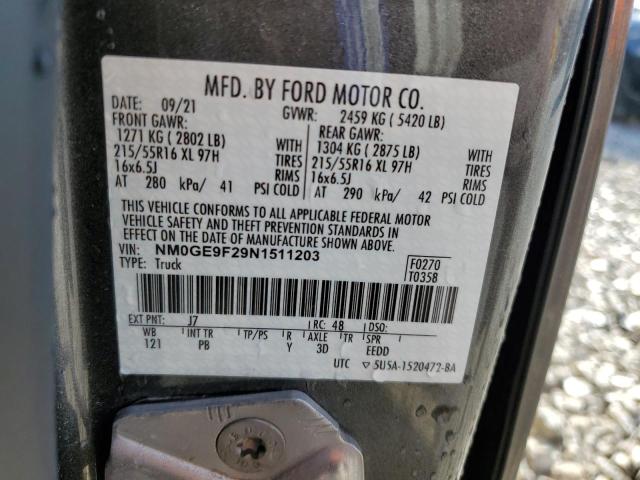 MFD. BY FORD MOTOR CO.
DATE: 09/21 GVWR: 2459 KG ( 5420 LB)
FRONT GAWR: REAR GAWR:
1271 KG ( 2802 LB) 1304 KG ( 2875 LB)
215/55R16 XL 97H TIRES 215/55R16 XL 97H TIRES
16x6.5J RIMS 16x6.5J RIMS
AT 280 kPa/ 41 PSI COLD AT 290 kPa/ 42 PSI COLD
THIS VEHICLE CONFORMS TO ALL APPLICABLE FEDERAL MOTOR
VEHICLE SAFETY AND THEFT PREVENTION STANDARDS IN
EFFECT ON THE DATE OF MANUFACTURE SHOWN ABOVE.
VIN: NM0GE9F29N1511203 F0270
TYPE: Truck T0358
EXT PNT: J7 RC: 48 DSO:
WB INT TR TP/PS R AXLE TR SPR
121 PB Y 3D EEDD
UTC ▽ 5U5A-1520472-BA